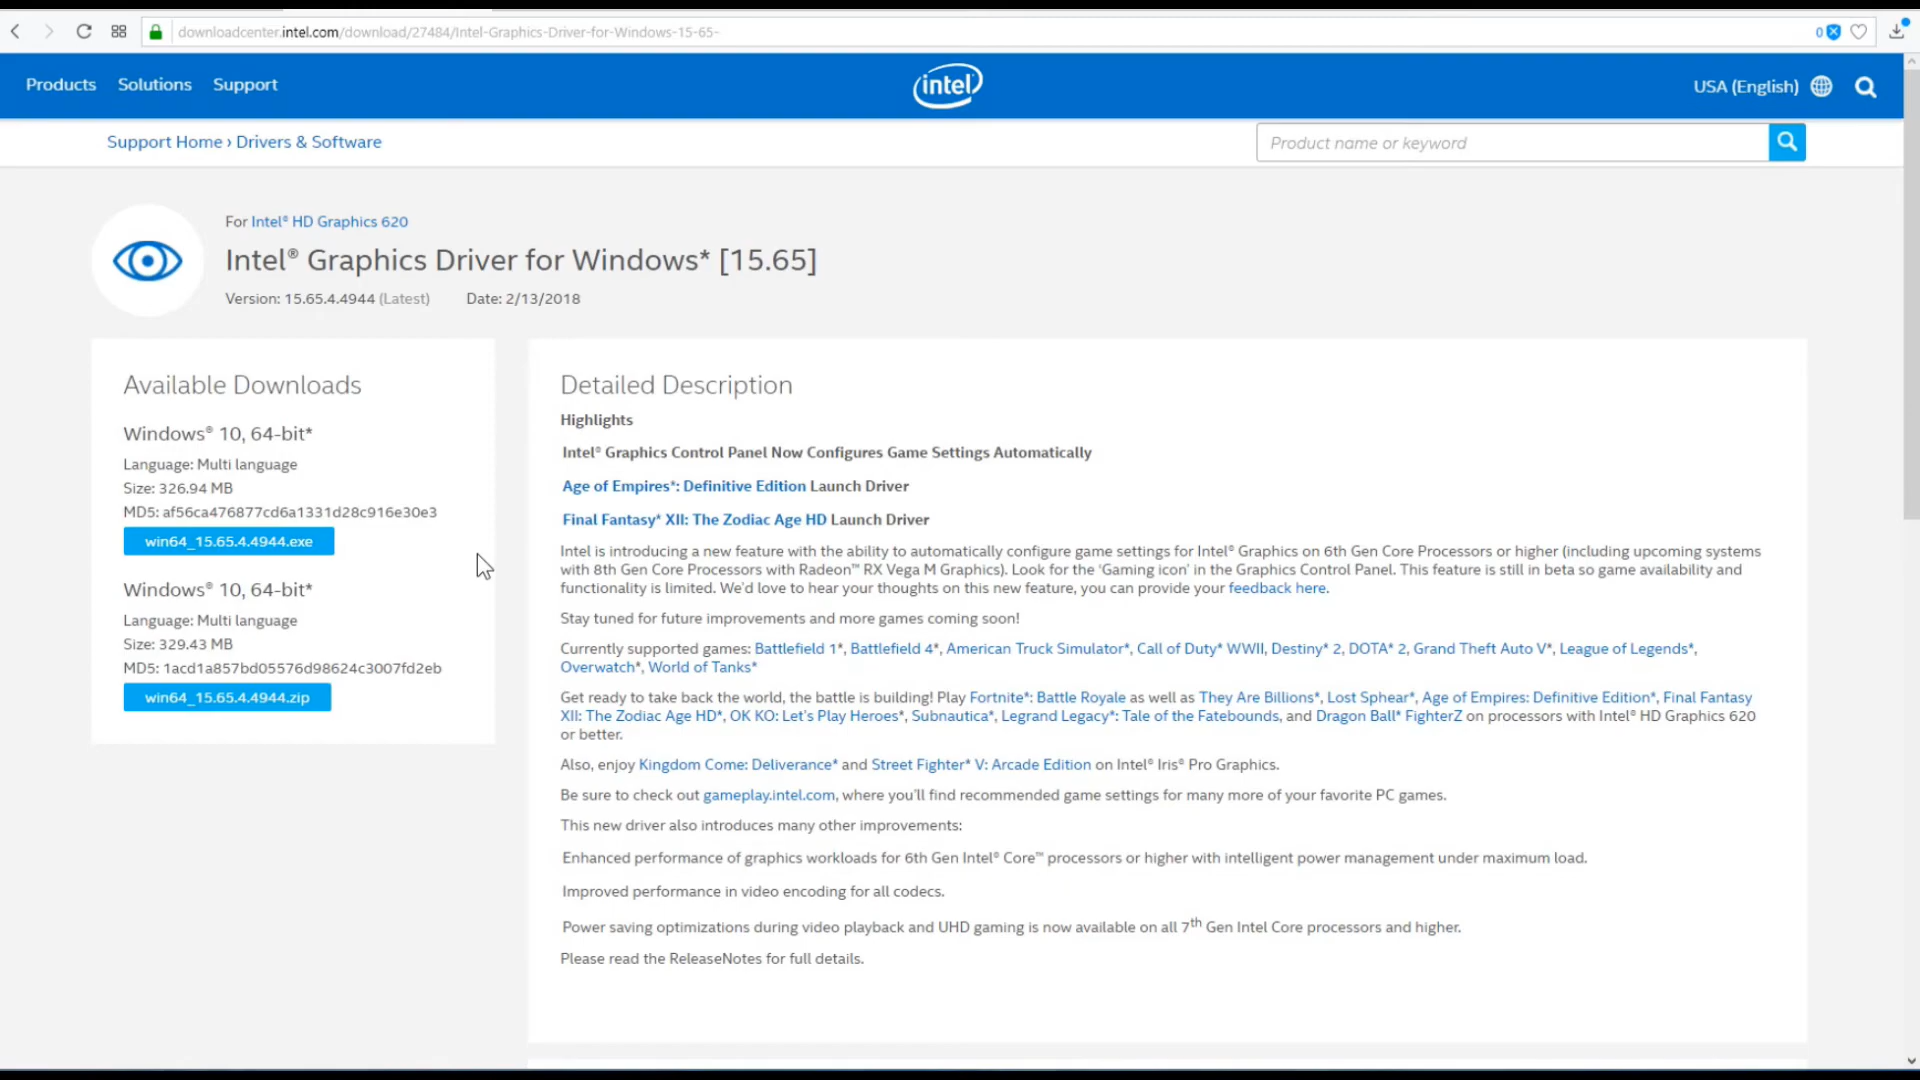 downloadcenter.intel.com/download/27484/Intel-Graphics-Driver-for-Windows-15-65-
0
Products Solutions Support
intel
USA (English)
Support Home › Drivers & Software
Product name or keyword
For Intel® HD Graphics 620
Intel® Graphics Driver for Windows* [15.65]
Version: 15.65.4.4944 (Latest) Date: 2/13/2018
Available Downloads
Windows® 10, 64-bit*
Language: Multi language
Size: 326.94 MB
MD5: af56ca476877cd6a1331d28c916e30e3
win64_15.65.4.4944.exe
Windows® 10, 64-bit*
Language: Multi language
Size: 329.43 MB
MD5: 1acd1a857bd05576d98624c3007fd2eb
win64_15.65.4.4944.zip
Detailed Description
Highlights
Intel® Graphics Control Panel Now Configures Game Settings Automatically
Age of Empires*: Definitive Edition Launch Driver
Final Fantasy* XII: The Zodiac Age HD Launch Driver
Intel is introducing a new feature with the ability to automatically configure game settings for Intel® Graphics on 6th Gen Core Processors or higher (including upcoming systems
with 8th Gen Core Processors with Radeon™ RX Vega M Graphics). Look for the ‘Gaming icon’ in the Graphics Control Panel. This feature is still in beta so game availability and
functionality is limited. We’d love to hear your thoughts on this new feature, you can provide your feedback here.
Stay tuned for future improvements and more games coming soon!
Currently supported games: Battlefield 1*, Battlefield 4*, American Truck Simulator*, Call of Duty* WWII, Destiny* 2, DOTA* 2, Grand Theft Auto V*, League of Legends*,
Overwatch*, World of Tanks*
Get ready to take back the world, the battle is building! Play Fortnite*: Battle Royale as well as They Are Billions*, Lost Sphear*, Age of Empires: Definitive Edition*, Final Fantasy
XII: The Zodiac Age HD*, OK KO: Let’s Play Heroes*, Subnautica*, Legrand Legacy*: Tale of the Fatebounds, and Dragon Ball* FighterZ on processors with Intel® HD Graphics 620
or better.
Also, enjoy Kingdom Come: Deliverance* and Street Fighter* V: Arcade Edition on Intel® Iris® Pro Graphics.
Be sure to check out gameplay.intel.com, where you’ll find recommended game settings for many more of your favorite PC games.
This new driver also introduces many other improvements:
Enhanced performance of graphics workloads for 6th Gen Intel® Core™ processors or higher with intelligent power management under maximum load.
Improved performance in video encoding for all codecs.
Power saving optimizations during video playback and UHD gaming is now available on all 7th Gen Intel Core processors and higher.
Please read the ReleaseNotes for full details.